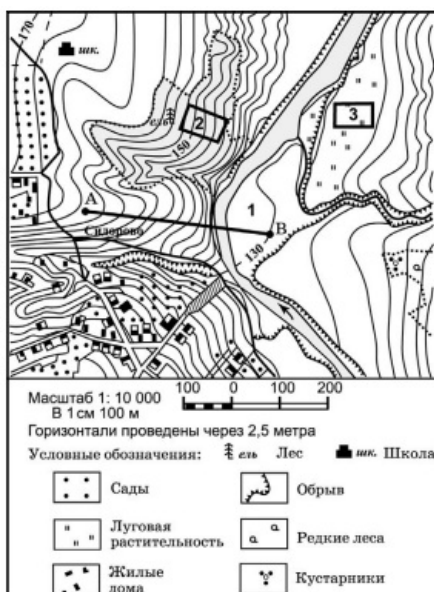 170
шк.
ель
2
150
3
А
1
В
Сидорово
130
Масштаб 1: 10 000
В 1см 100 м
100 0 100 200
Горизонтали проведены через 2,5 метра
Условные обозначения: ель Лес шк. Школа
Сады
Обрыв
Луговая
растительность
Редкие леса
Жилые
дома
Кустарники